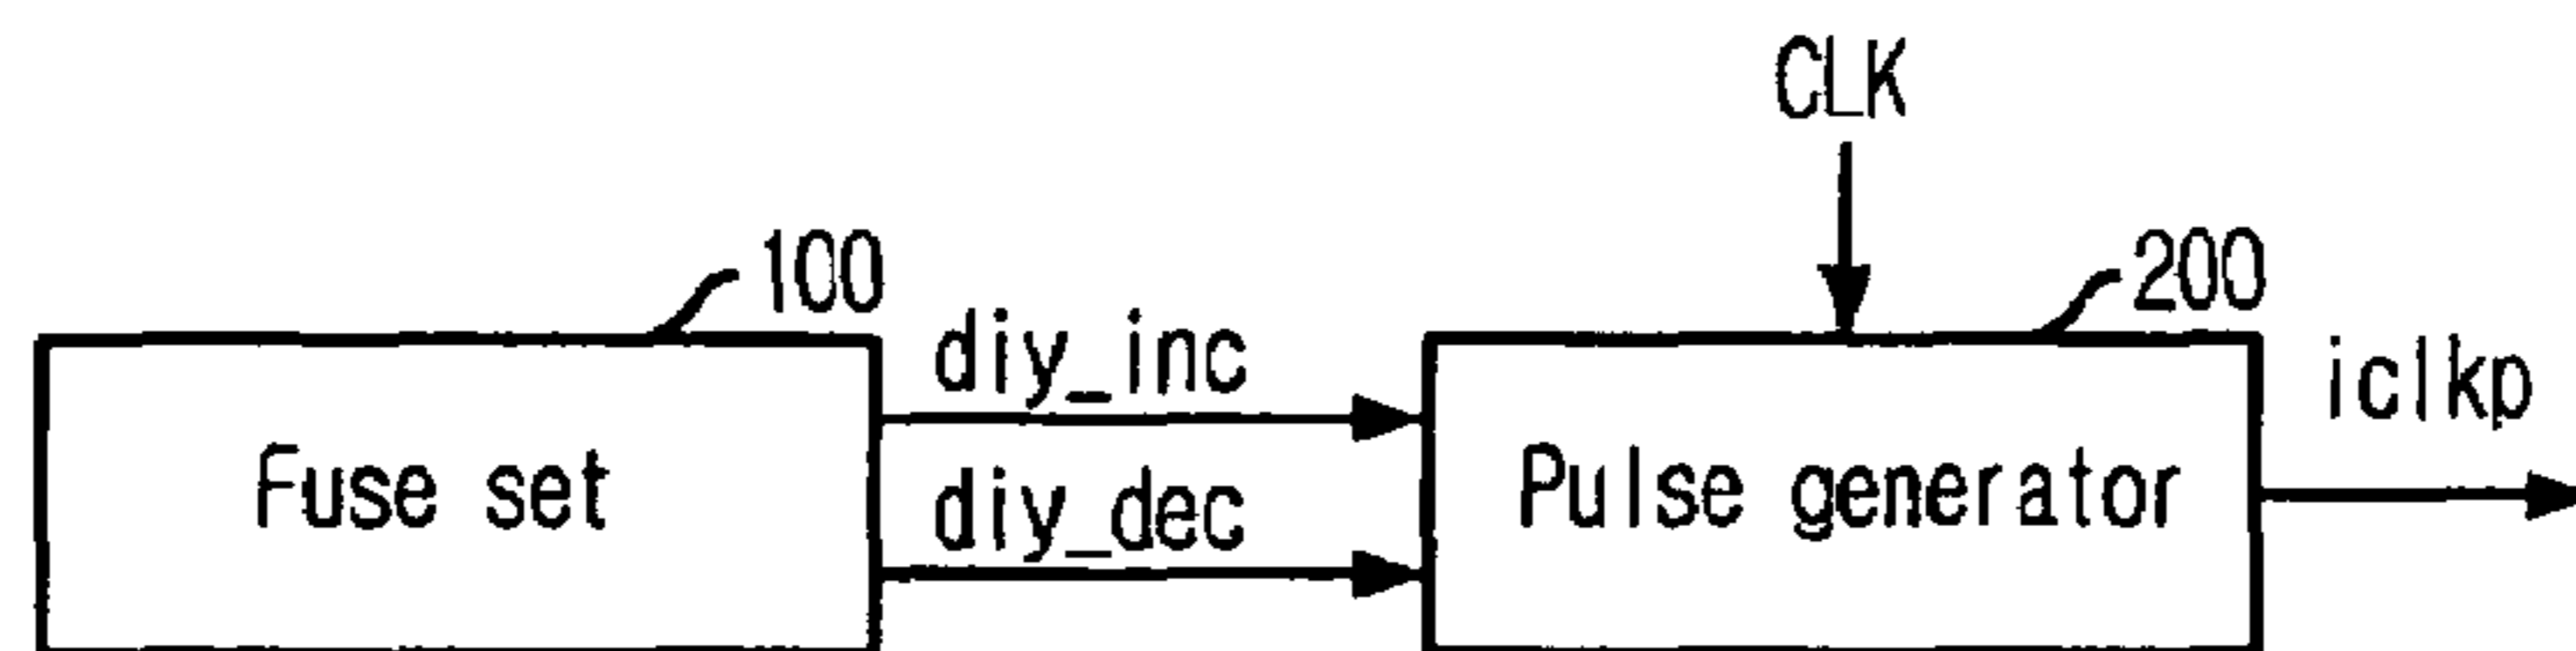 CLK
100
200
diy_inc
iclkp
Fuse set
diy_dec
Pulse generator